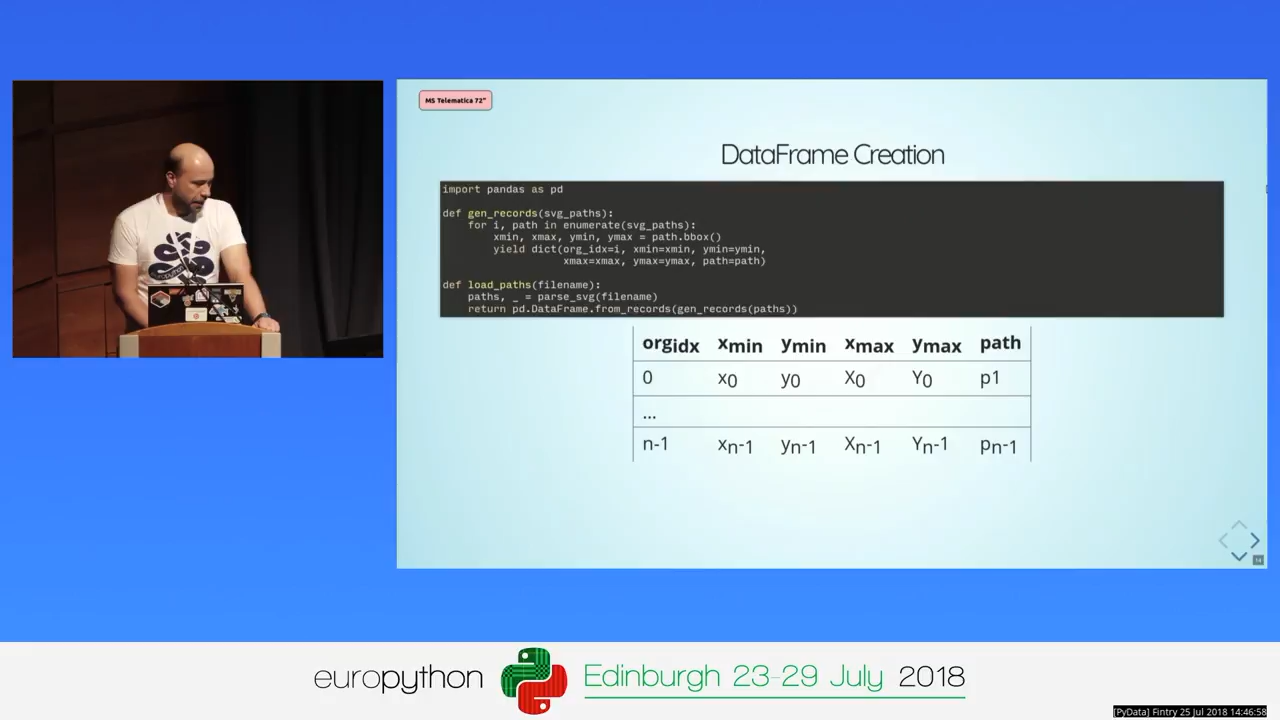 MS Telematica 72"
DataFrame Creation
import pandas as pd
def gen_records(svg_paths):
for i, path in enumerate(svg_paths):
xmin, xmax, ymin, ymax = path.bbox()
yield dict(org_idx=i, xmin=xmin, ymin=ymin,
xmax=xmax, ymax=ymax, path=path)
def load_paths(filename):
paths, _ = parse_svg(filename)
return pd.DataFrame.from_records(gen_records(paths))
orgidx xmin ymin xmax ymax path
0 x0 y0 X0 Y0 p1
...
n-1 xn-1 yn-1 Xn-1 Yn-1 pn-1
14
europython Edinburgh 23-29 July 2018
[PyData] Fintry 25 Jul 2018 14:46:58